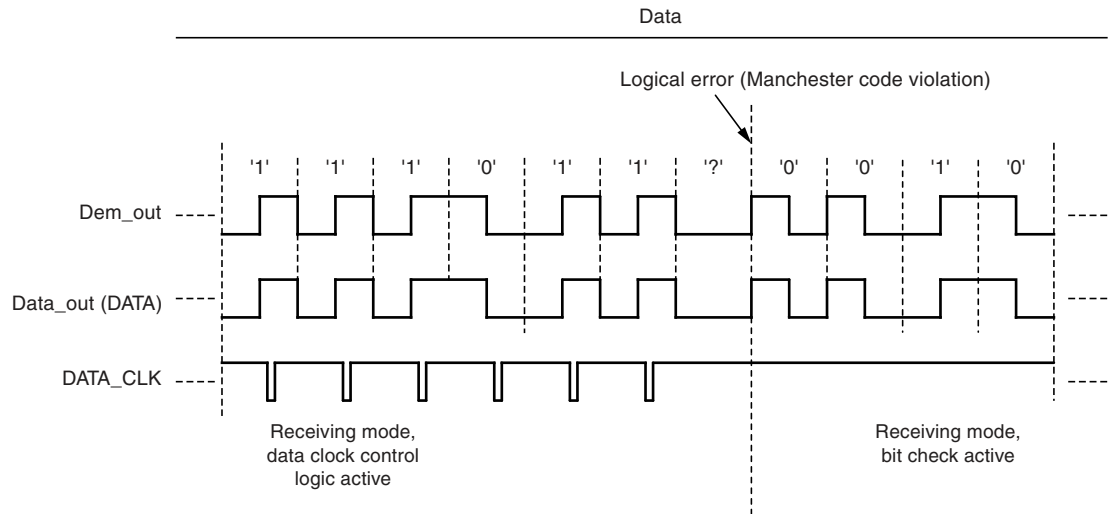 Data
Logical error (Manchester code violation)
'1' '1' '1' '0' '1' '1' '?' '0' '0' '1' '0'
Dem_out
Data_out (DATA)
DATA_CLK
Receiving mode,
data clock control
logic active
Receiving mode,
bit check active